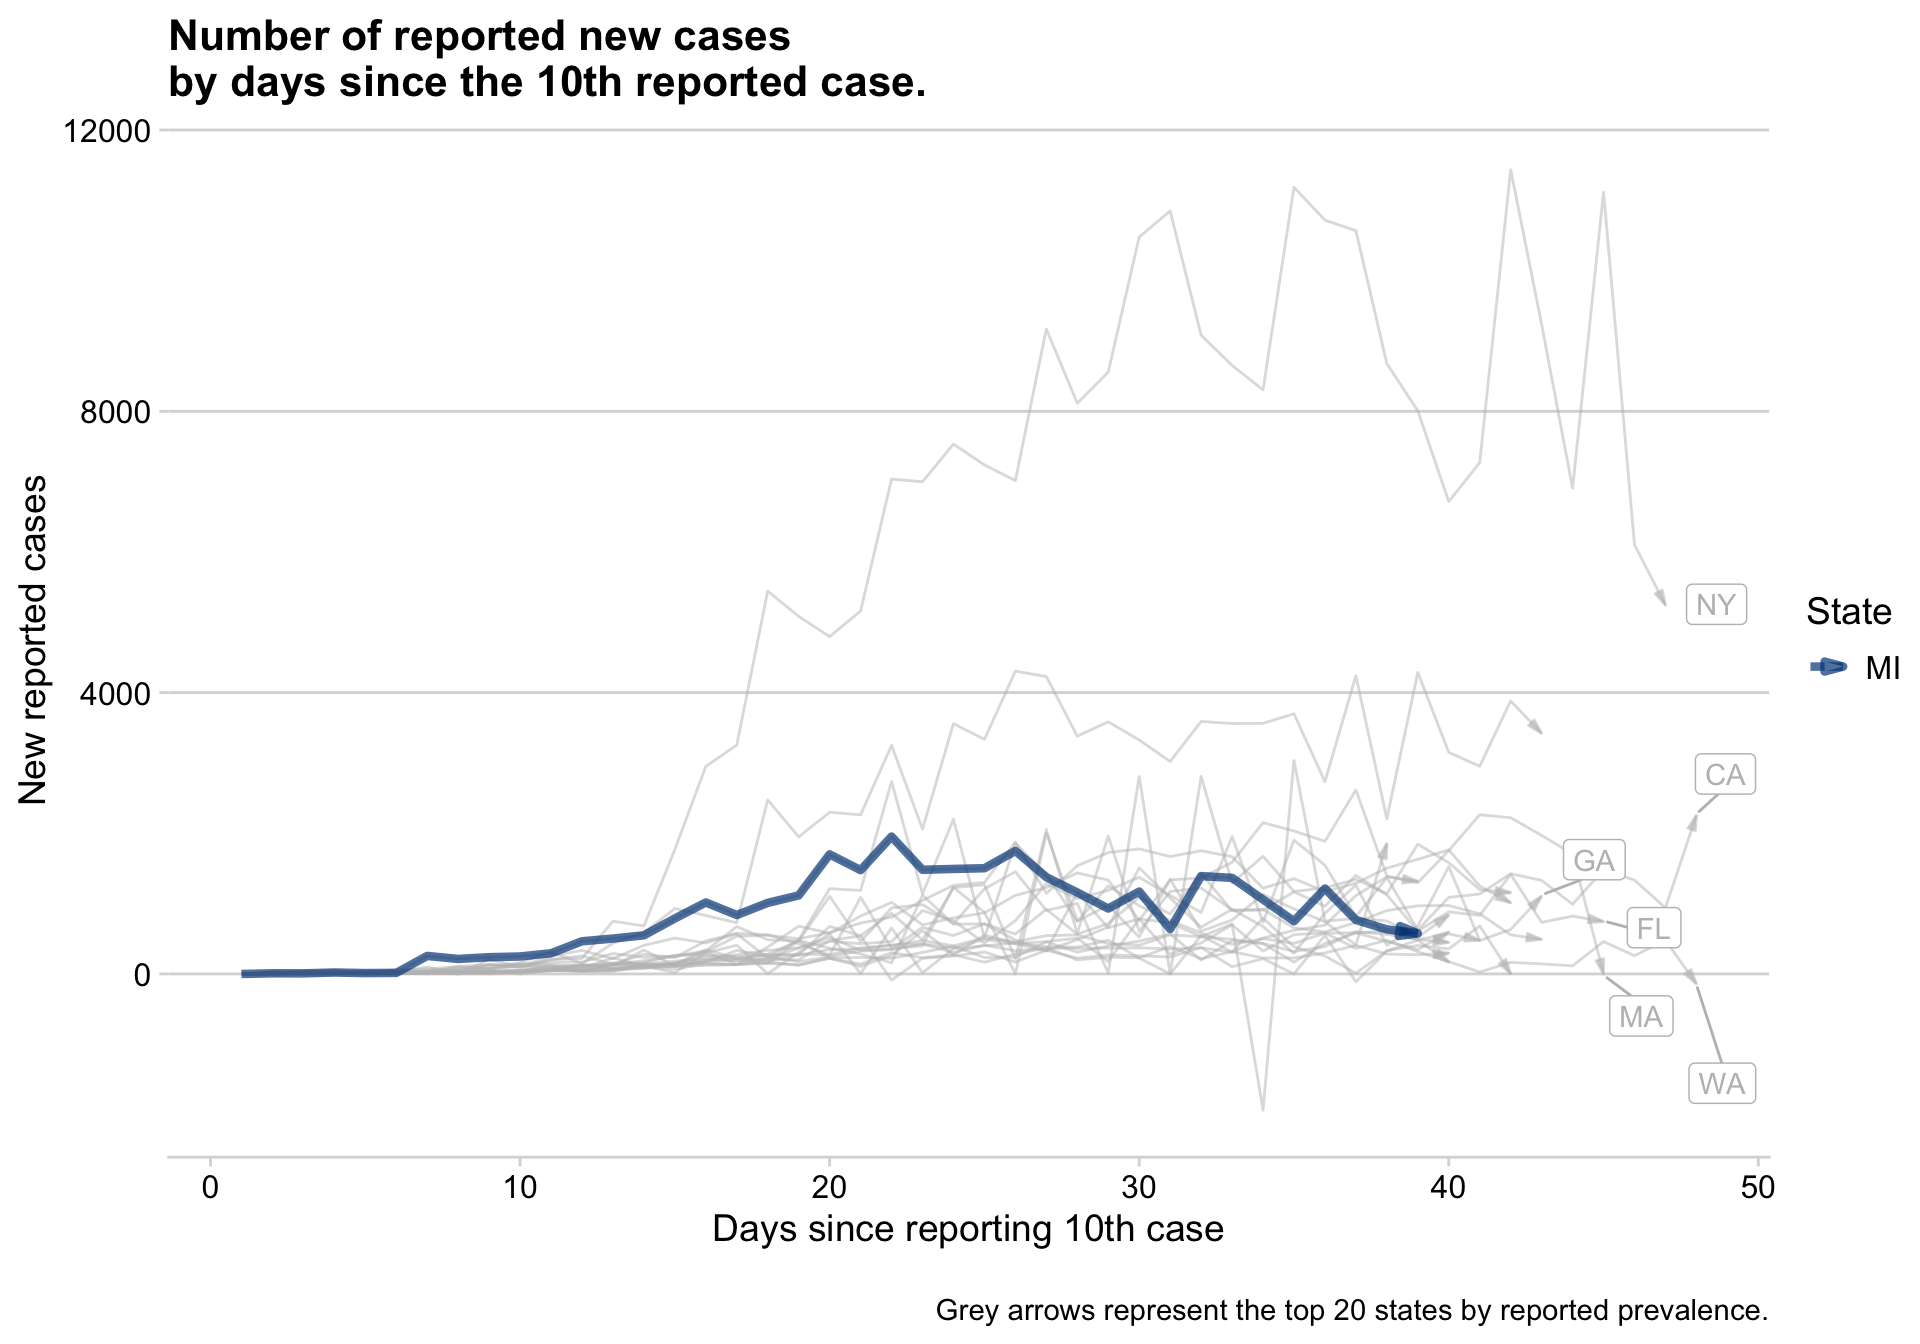 Number of reported new cases
by days since the 10th reported case.
12000
8000
4000
0
New reported cases
NY
CA
GA
FL
MA
WA
State
MI
0 10 20 30 40 50
Days since reporting 10th case
Grey arrows represent the top 20 states by reported prevalence.